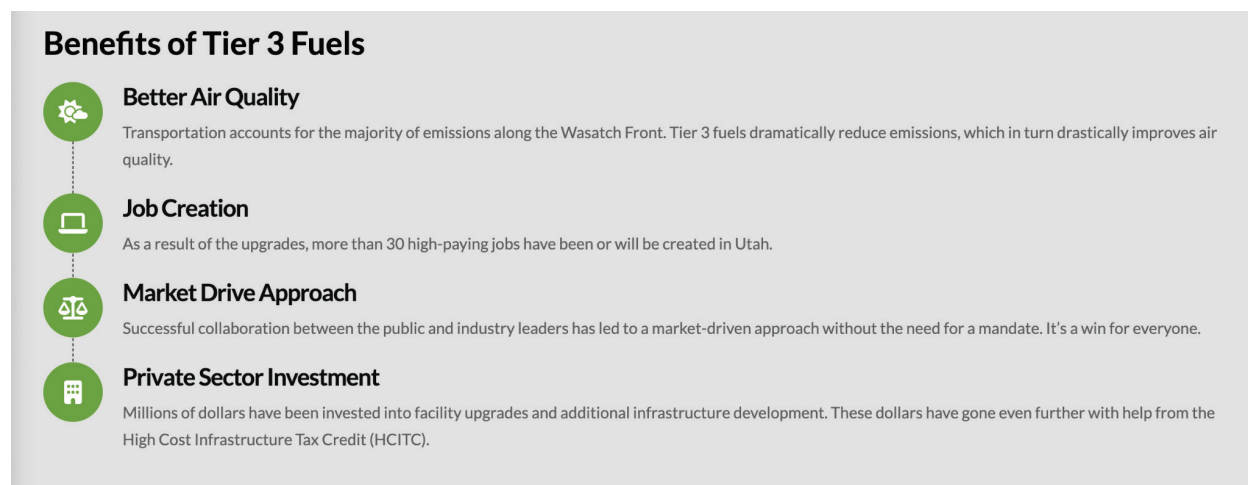 Benefits of Tier 3 Fuels
Better Air Quality
Transportation accounts for the majority of emissions along the Wasatch Front. Tier 3 fuels dramatically reduce emissions, which in turn drastically improves air
quality.
Job Creation
As a result of the upgrades, more than 30 high-paying jobs have been or will be created in Utah.
Market Drive Approach
Successful collaboration between the public and industry leaders has led to a market-driven approach without the need for a mandate. It's a win for everyone.
Private Sector Investment
Millions of dollars have been invested into facility upgrades and additional infrastructure development. These dollars have gone even further with help from the
High Cost Infrastructure Tax Credit (HCITC).